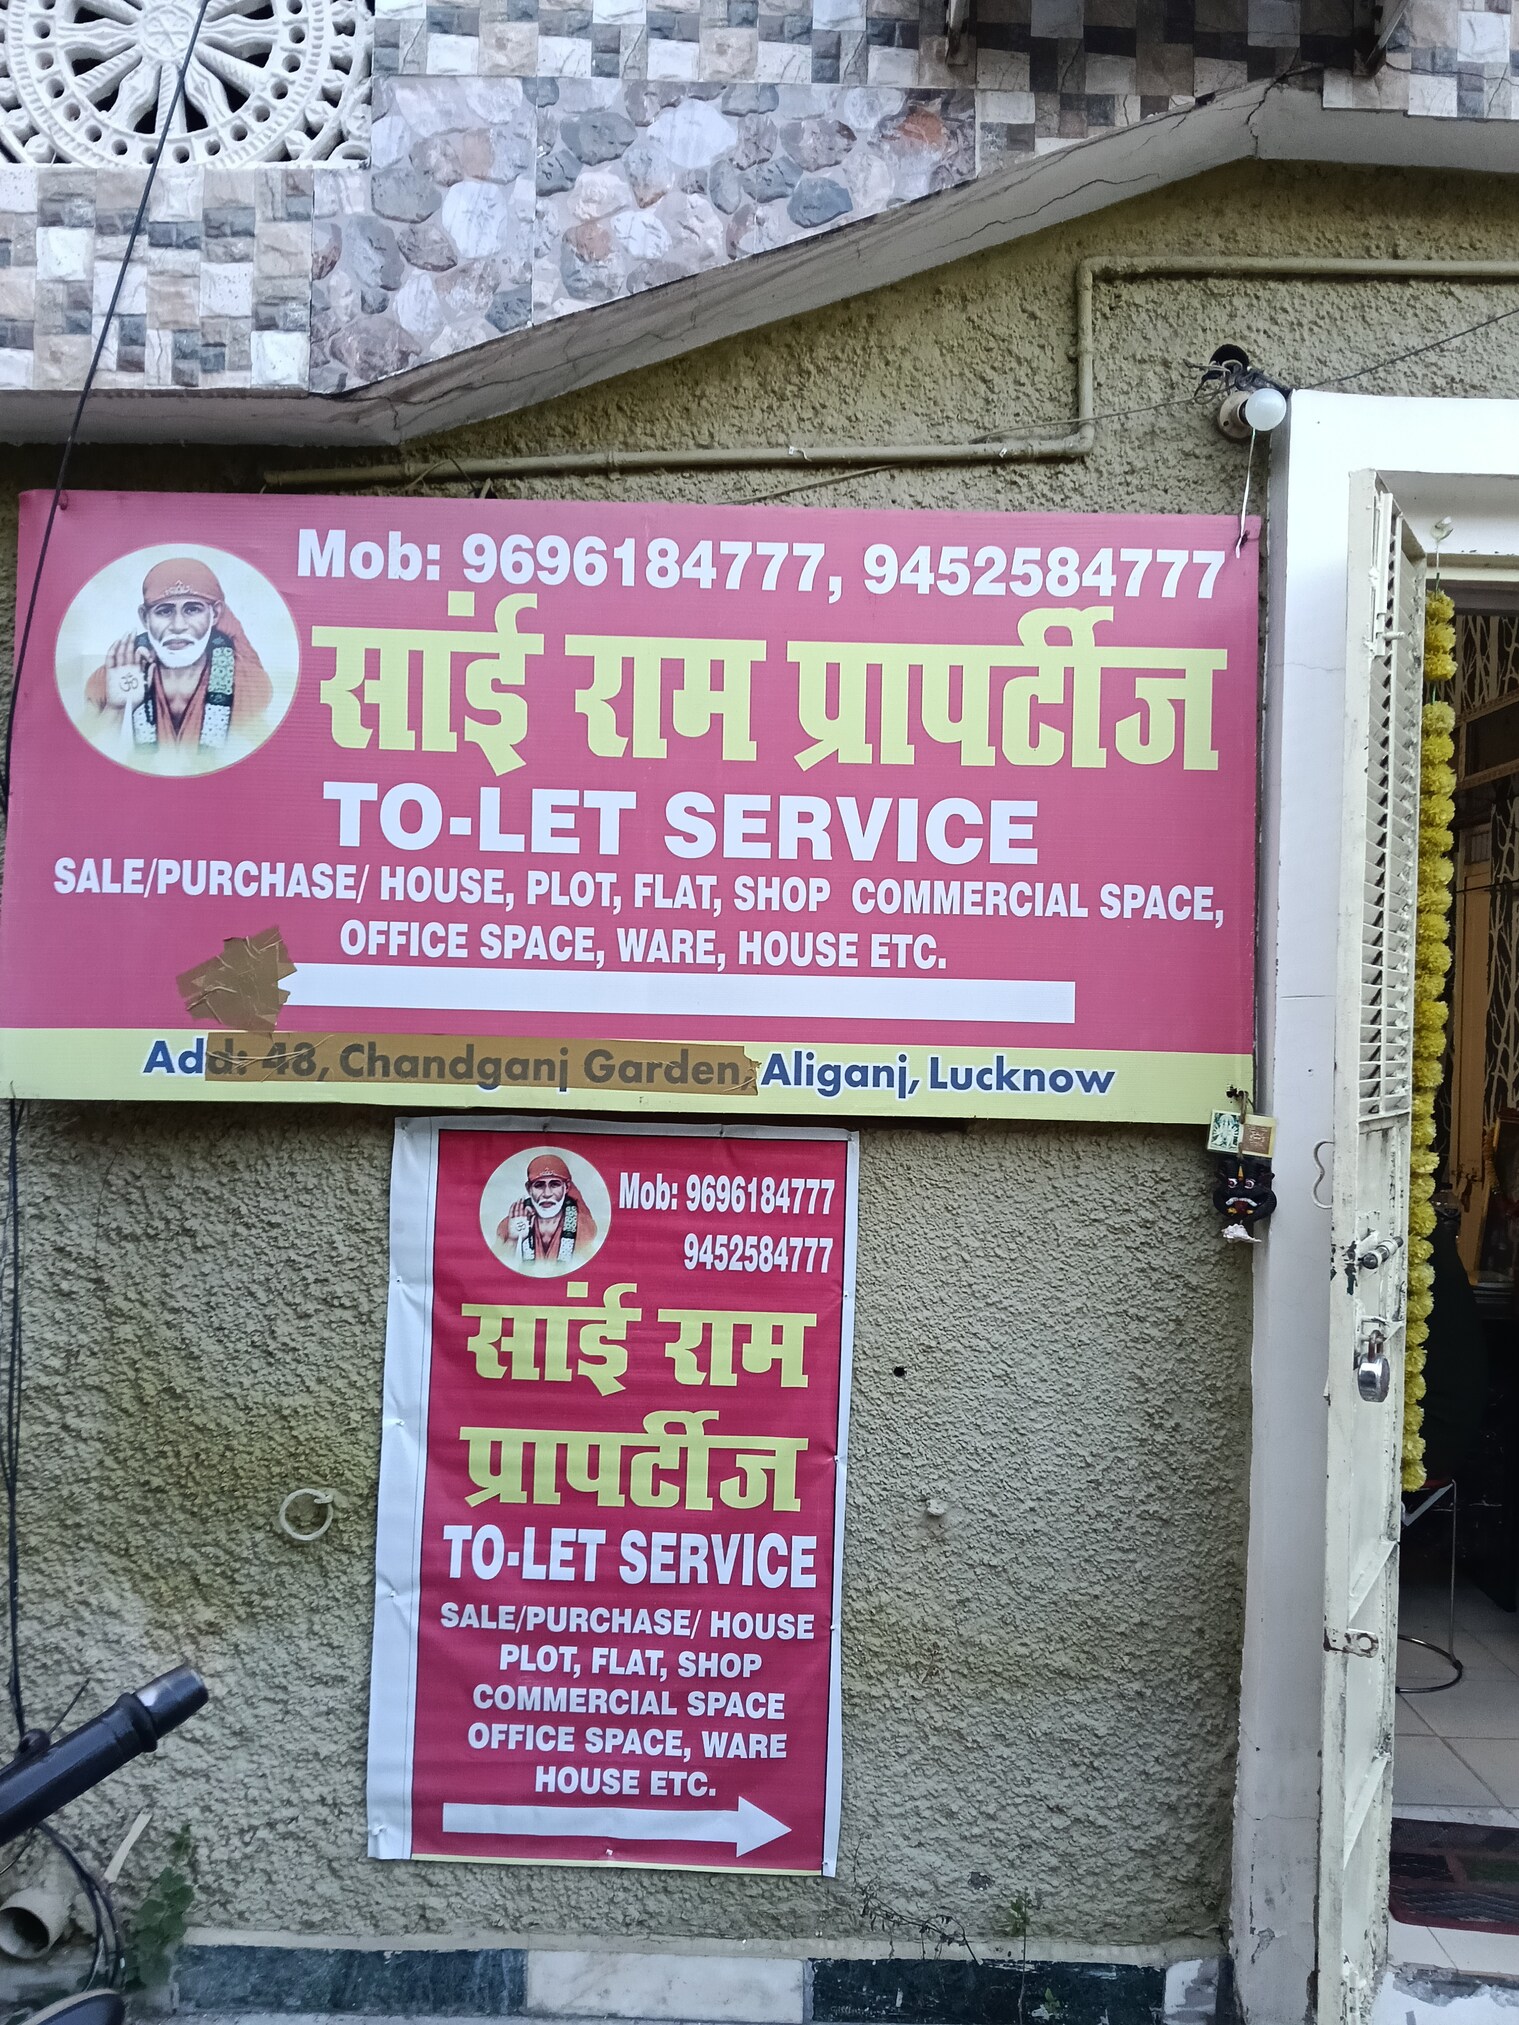 Mob: 9696184777, 9452584777
सांई राम प्रापर्टीज
TO-LET SERVICE
SALE/PURCHASE/ HOUSE, PLOT, FLAT, SHOP COMMERCIAL SPACE,
OFFICE SPACE, WARE, HOUSE ETC.
Add: 48, Chandganj Garden, Aliganj, Lucknow
Mob: 9696184777
9452584777
सांई राम
प्रापर्टीज
TO-LET SERVICE
SALE/PURCHASE/ HOUSE
PLOT, FLAT, SHOP
COMMERCIAL SPACE
OFFICE SPACE, WARE
HOUSE ETC.